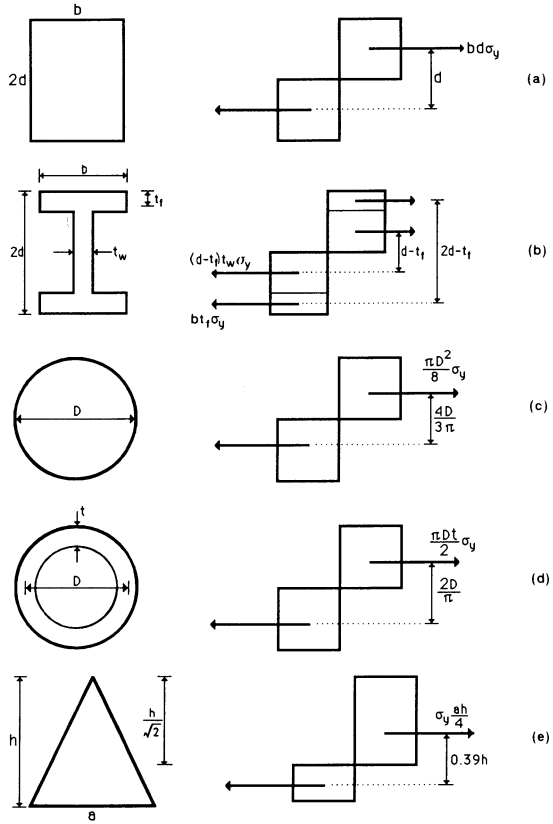 b
2d
bdσy
d
(a)
b
tf
2d
tw
(d-tf)twσy
d-tf
2d-tf
btfσy
(b)
D
πD²/8 σy
4D/3π
(c)
t
D
πDt/2 σy
2D/π
(d)
h
h/√2
a
σy ah/4
0.39h
(e)